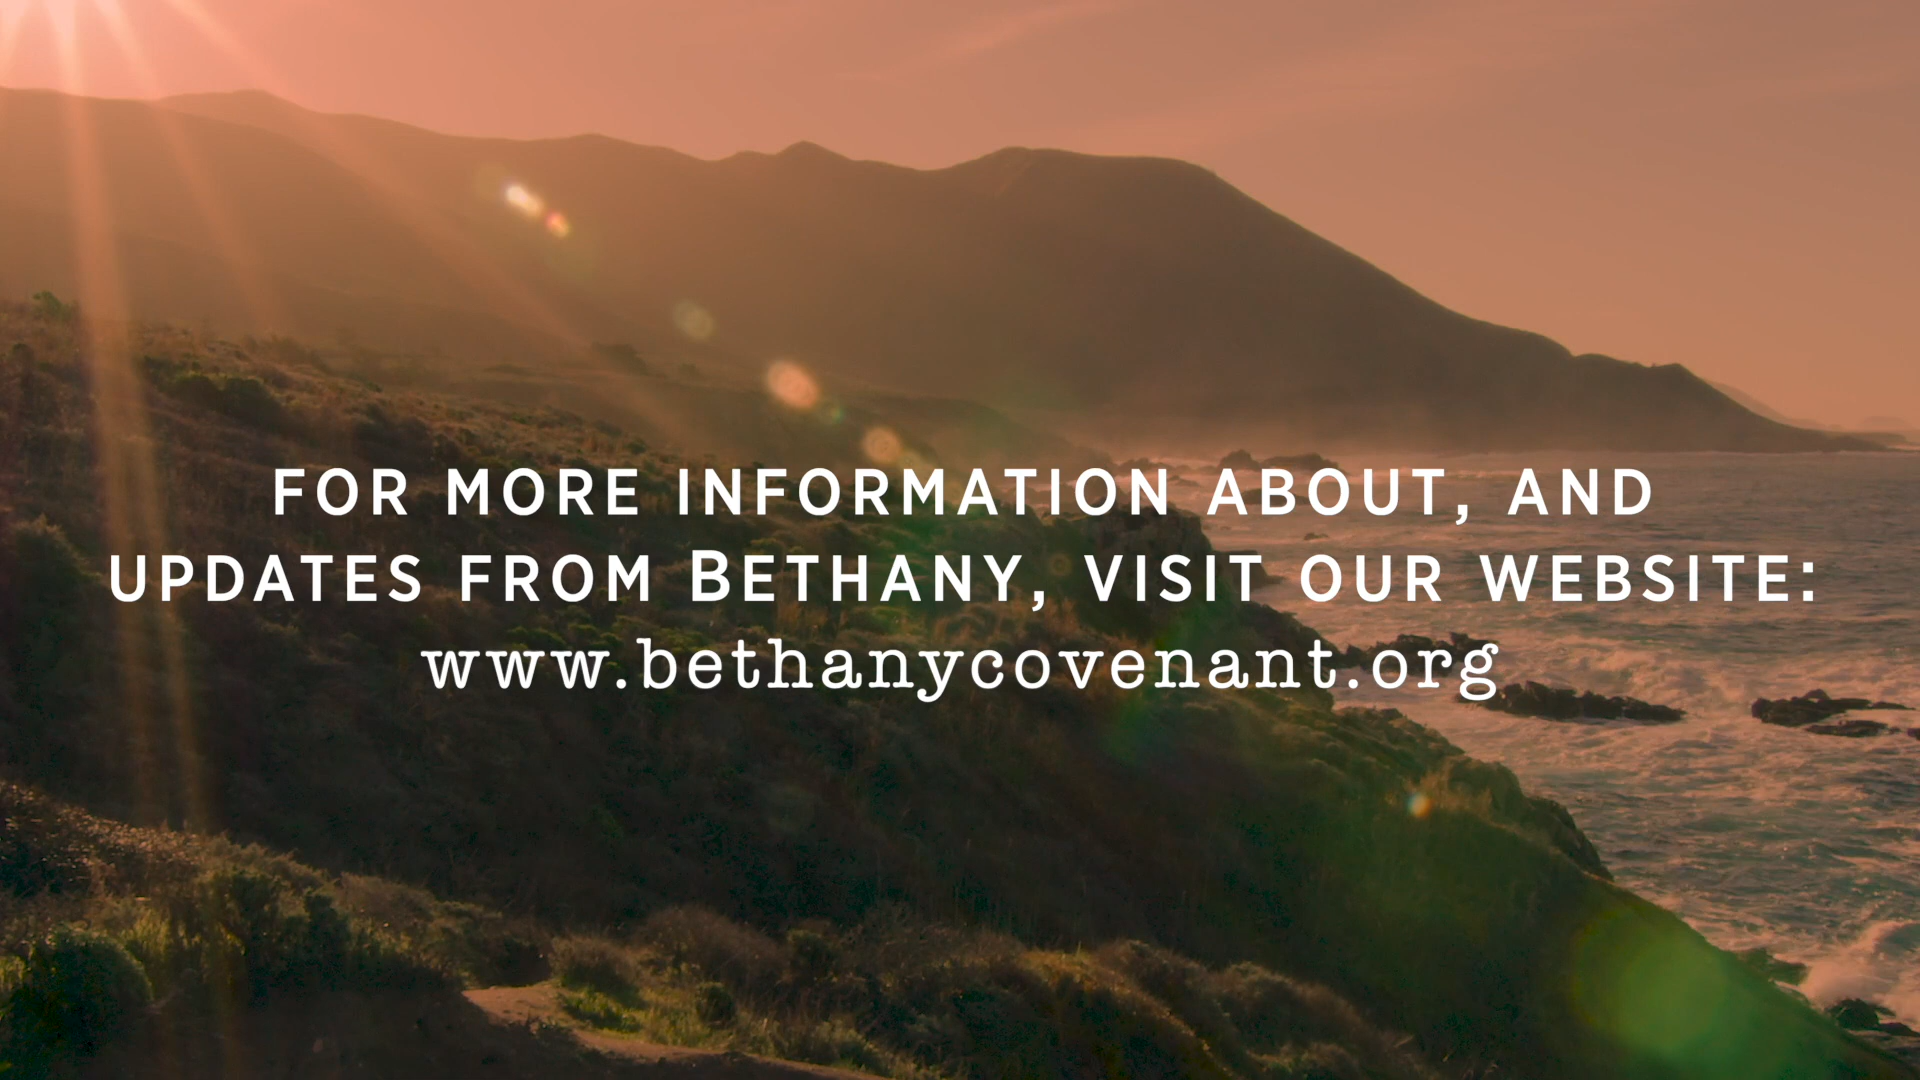 FOR MORE INFORMATION ABOUT, AND
UPDATES FROM BETHANY, VISIT OUR WEBSITE:
www.bethanycovenant.org